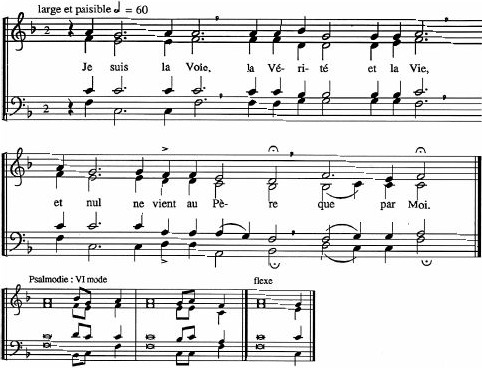 large et paisible = 60
Je suis la Voie, la Vé- ri- té et la Vie,
et nul ne vient au Pè- re que par Moi.
Psalmodie : VI mode flexe